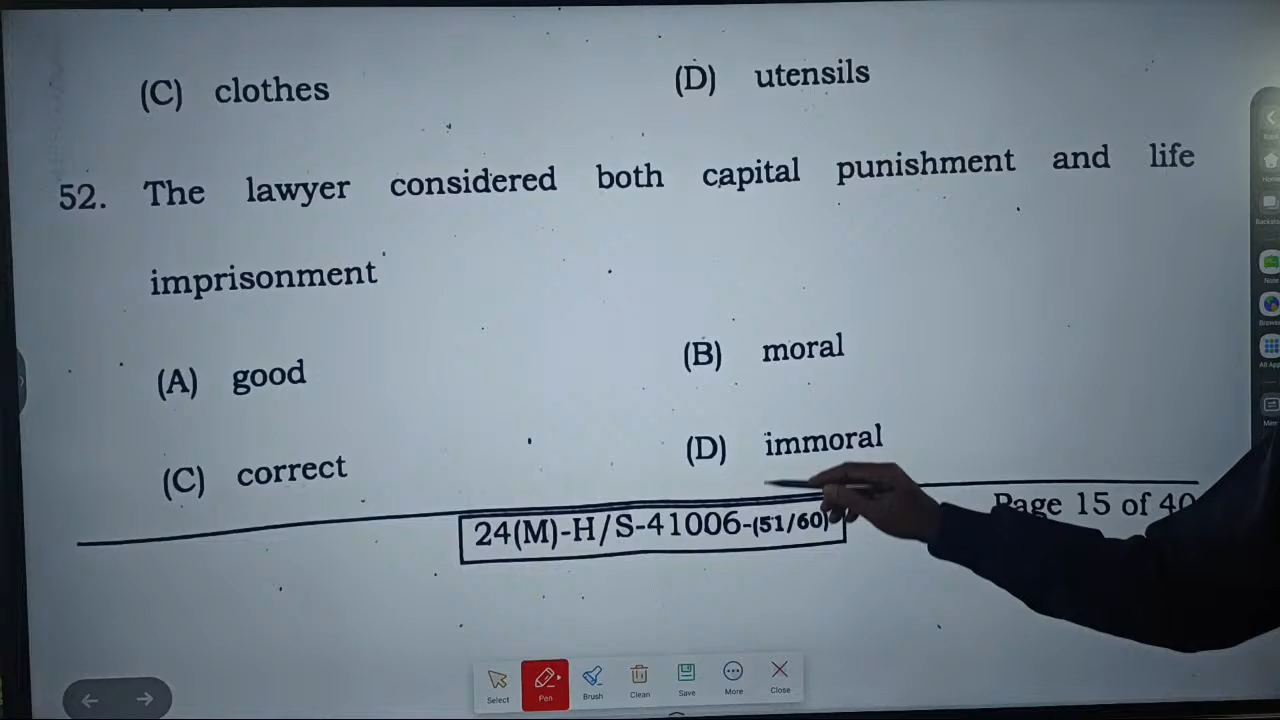 (C) clothes (D) utensils
52. The lawyer considered both capital punishment and life
imprisonment
(A) good (B) moral
(C) correct (D) immoral
24(M)-H/S-41006-(51/60) Page 15 of 40
Select Pen Brush Clean Save More Close